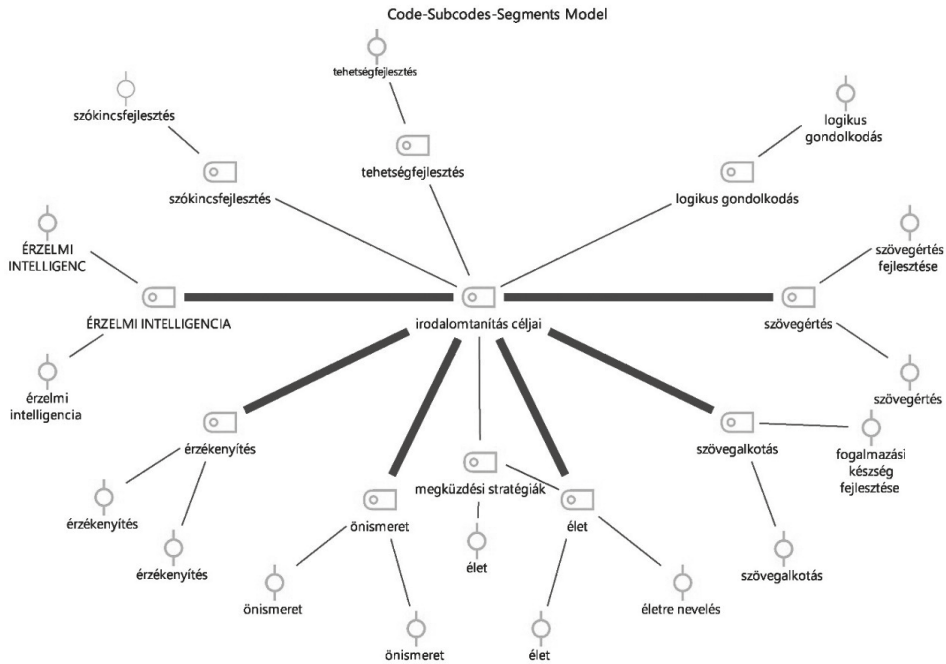 Code-Subcodes-Segments Model
tehetségfejlesztés
szókincsfejlesztés
logikus
gondolkodás
tehetségfejlesztés
szókincsfejlesztés
logikus gondolkodás
ÉRZELMI
INTELLIGENC
szövegértés
fejlesztése
ÉRZELMI INTELLIGENCIA
irodalomtanítás céljai
szövegértés
érzelmi
intelligencia
szövegértés
érzékenyítés
szövegalkotás
fogalmazási
készség
fejlesztése
megküzdési stratégiák
érzékenyítés
önismeret
élet
érzékenyítés
élet
szövegalkotás
önismeret
életre nevelés
önismeret
élet